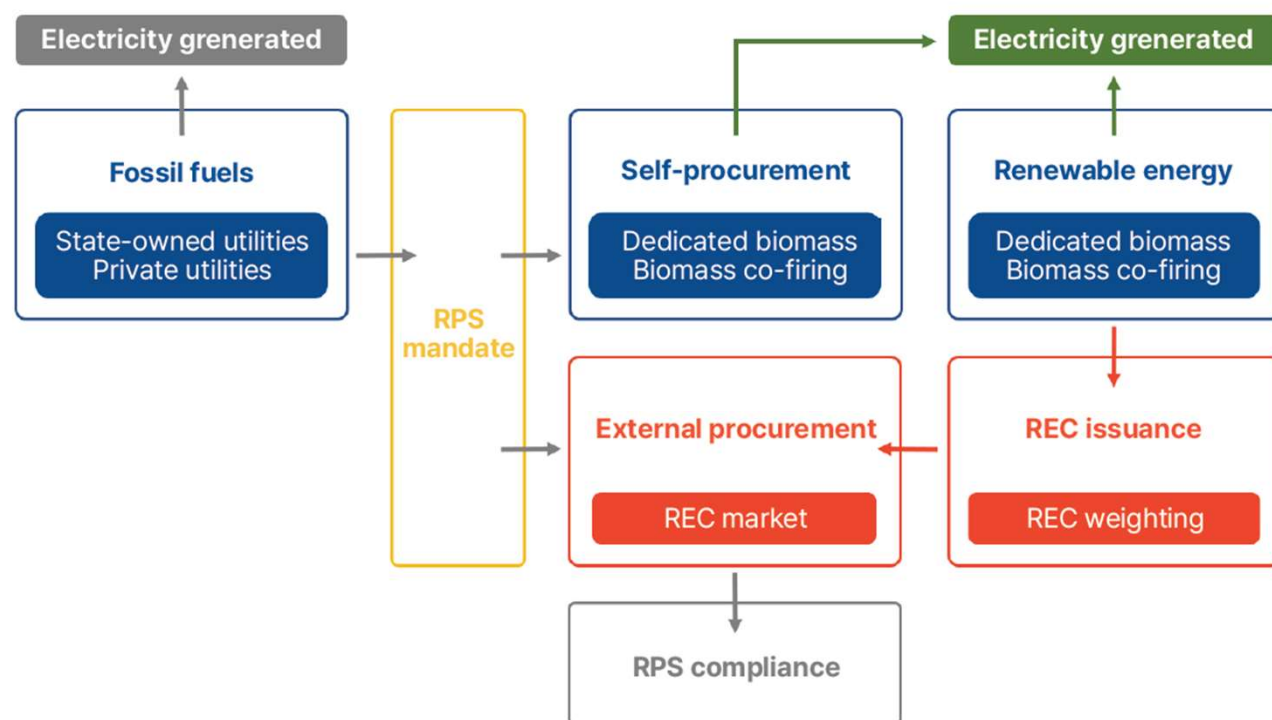 Electricity grenerated
Electricity grenerated
Fossil fuels
State-owned utilities
Private utilities
RPS
mandate
Self-procurement
Dedicated biomass
Biomass co-firing
Renewable energy
Dedicated biomass
Biomass co-firing
External procurement
REC market
REC issuance
REC weighting
RPS compliance